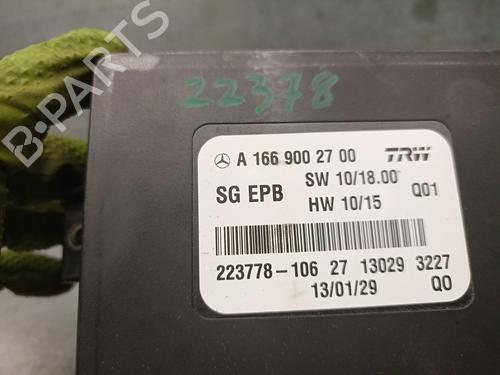 22378
A 166 900 27 00 TRW
SG EPB SW 10/18.00 Q01
HW 10/15
223778-106 27 13029 3227
13/01/29 Q0
B-PARTS